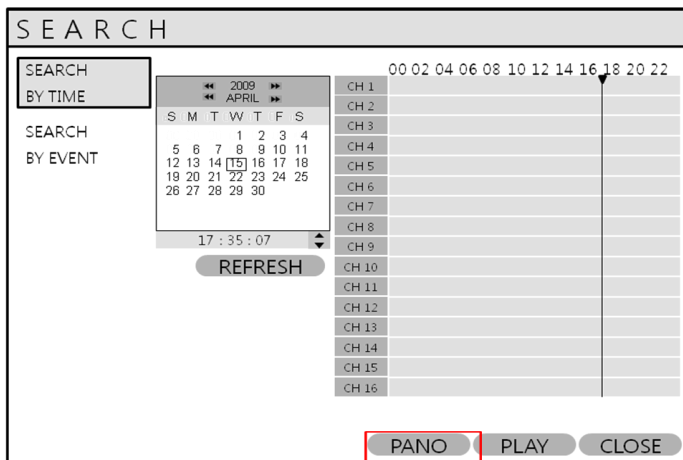 SEARCH
SEARCH
BY TIME
SEARCH
BY EVENT
2009
APRIL
S M T W T F S
1 2 3 4
5 6 7 8 9 10 11
12 13 14 15 16 17 18
19 20 21 22 23 24 25
26 27 28 29 30
17 : 35 : 07
REFRESH
00 02 04 06 08 10 12 14 16 18 20 22
CH 1
CH 2
CH 3
CH 4
CH 5
CH 6
CH 7
CH 8
CH 9
CH 10
CH 11
CH 12
CH 13
CH 14
CH 15
CH 16
PANO PLAY CLOSE